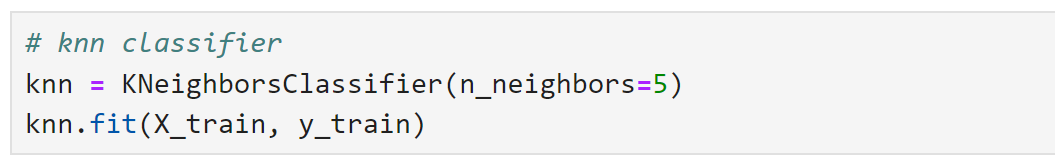 # knn classifier
knn = KNeighborsClassifier(n_neighbors=5)
knn.fit(X_train, y_train)